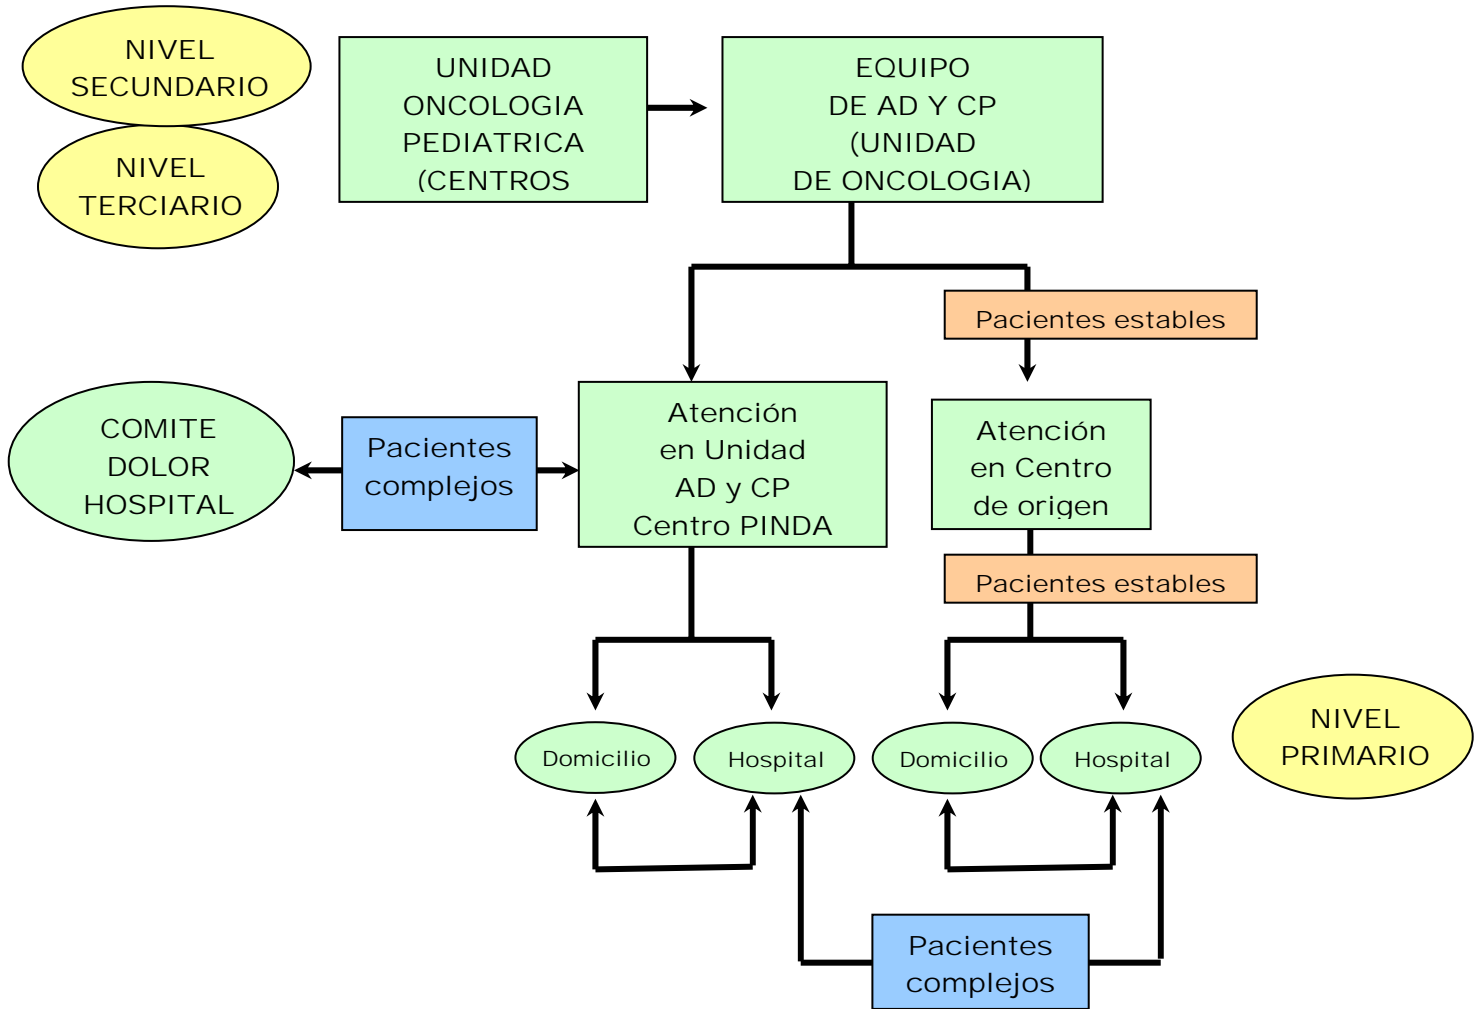 NIVEL
SECUNDARIO
NIVEL
TERCIARIO
UNIDAD
ONCOLOGIA
PEDIATRICA
(CENTROS
EQUIPO
DE AD Y CP
(UNIDAD
DE ONCOLOGIA)
Pacientes estables
COMITE
DOLOR
HOSPITAL
Pacientes
complejos
Atención
en Unidad
AD y CP
Centro PINDA
Atención
en Centro
de origen
Pacientes estables
Domicilio
Hospital
Domicilio
Hospital
NIVEL
PRIMARIO
Pacientes
complejos